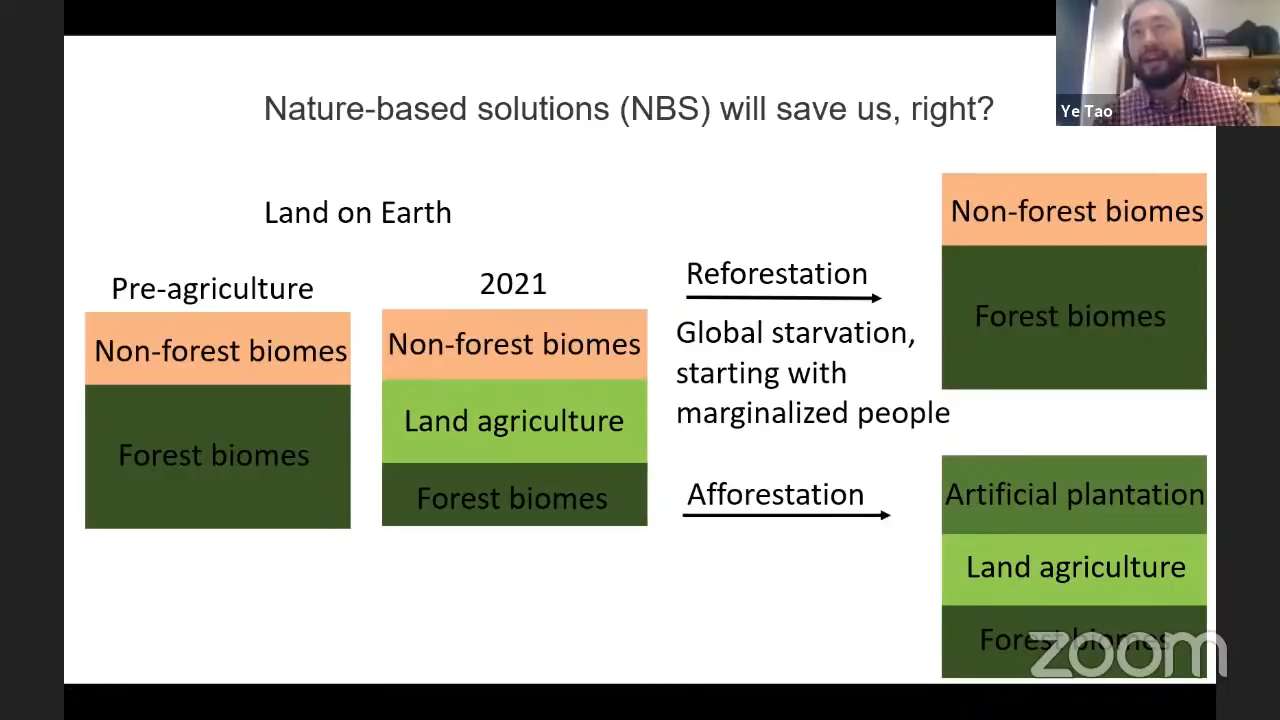 Nature-based solutions (NBS) will save us, right?
Ye Tao
Land on Earth
Pre-agriculture
Non-forest biomes
Forest biomes
2021
Non-forest biomes
Land agriculture
Forest biomes
Reforestation
Global starvation,
starting with
marginalized people
Non-forest biomes
Forest biomes
Afforestation
Artificial plantation
Land agriculture
Forest biomes
zoom